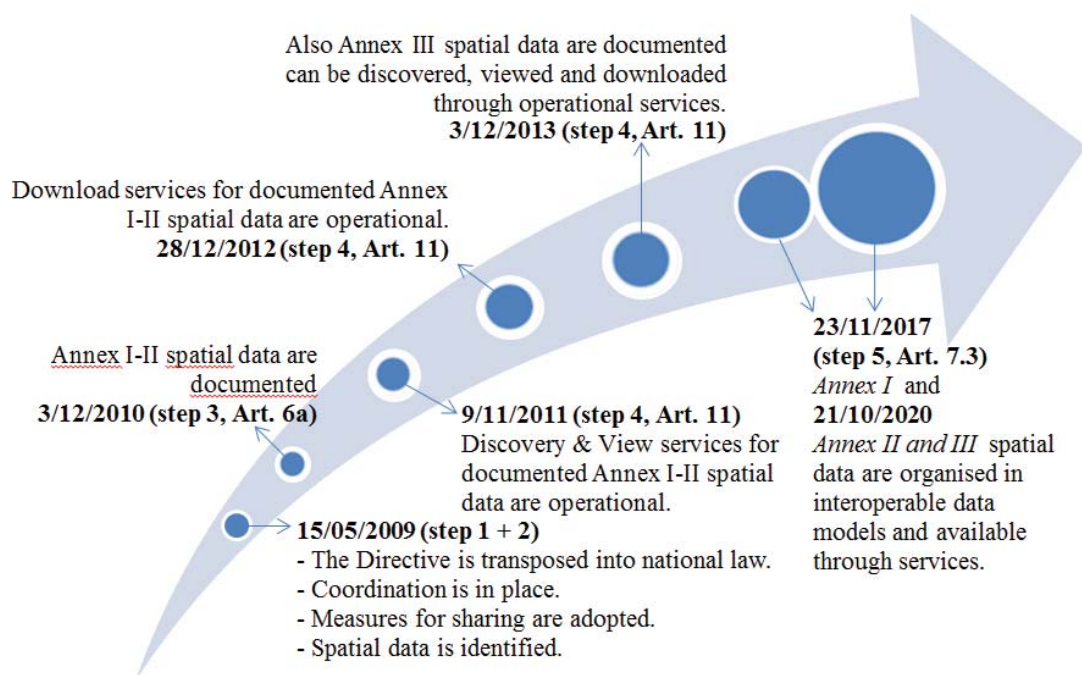 Also Annex III spatial data are documented
can be discovered, viewed and downloaded
through operational services.
3/12/2013 (step 4, Art. 11)
Download services for documented Annex
I-II spatial data are operational.
28/12/2012 (step 4, Art. 11)
Annex I-II spatial data are
documented
3/12/2010 (step 3, Art. 6a)
23/11/2017
(step 5, Art. 7.3)
Annex I and
21/10/2020
Annex II and III spatial
data are organised in
interoperable data
models and available
through services.
9/11/2011 (step 4, Art. 11)
Discovery & View services for
documented Annex I-II spatial
data are operational.
15/05/2009 (step 1 + 2)
- The Directive is transposed into national law.
- Coordination is in place.
- Measures for sharing are adopted.
- Spatial data is identified.